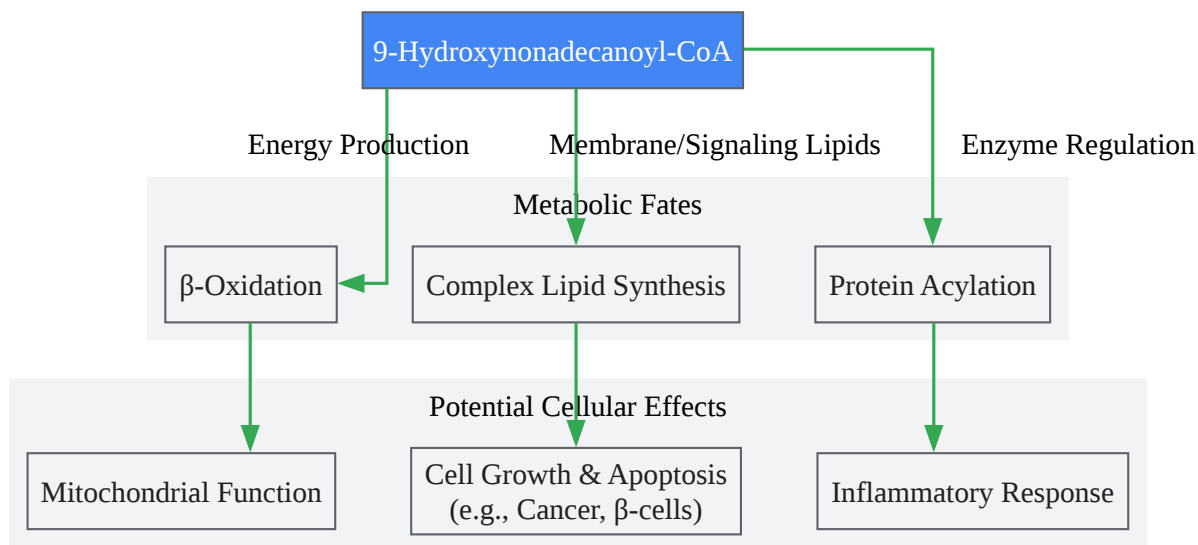 9-Hydroxynonadecanoyl-CoA
Energy Production
Membrane/Signaling Lipids
Enzyme Regulation
Metabolic Fates
β-Oxidation
Complex Lipid Synthesis
Protein Acylation
Potential Cellular Effects
Mitochondrial Function
Cell Growth & Apoptosis
(e.g., Cancer, β-cells)
Inflammatory Response